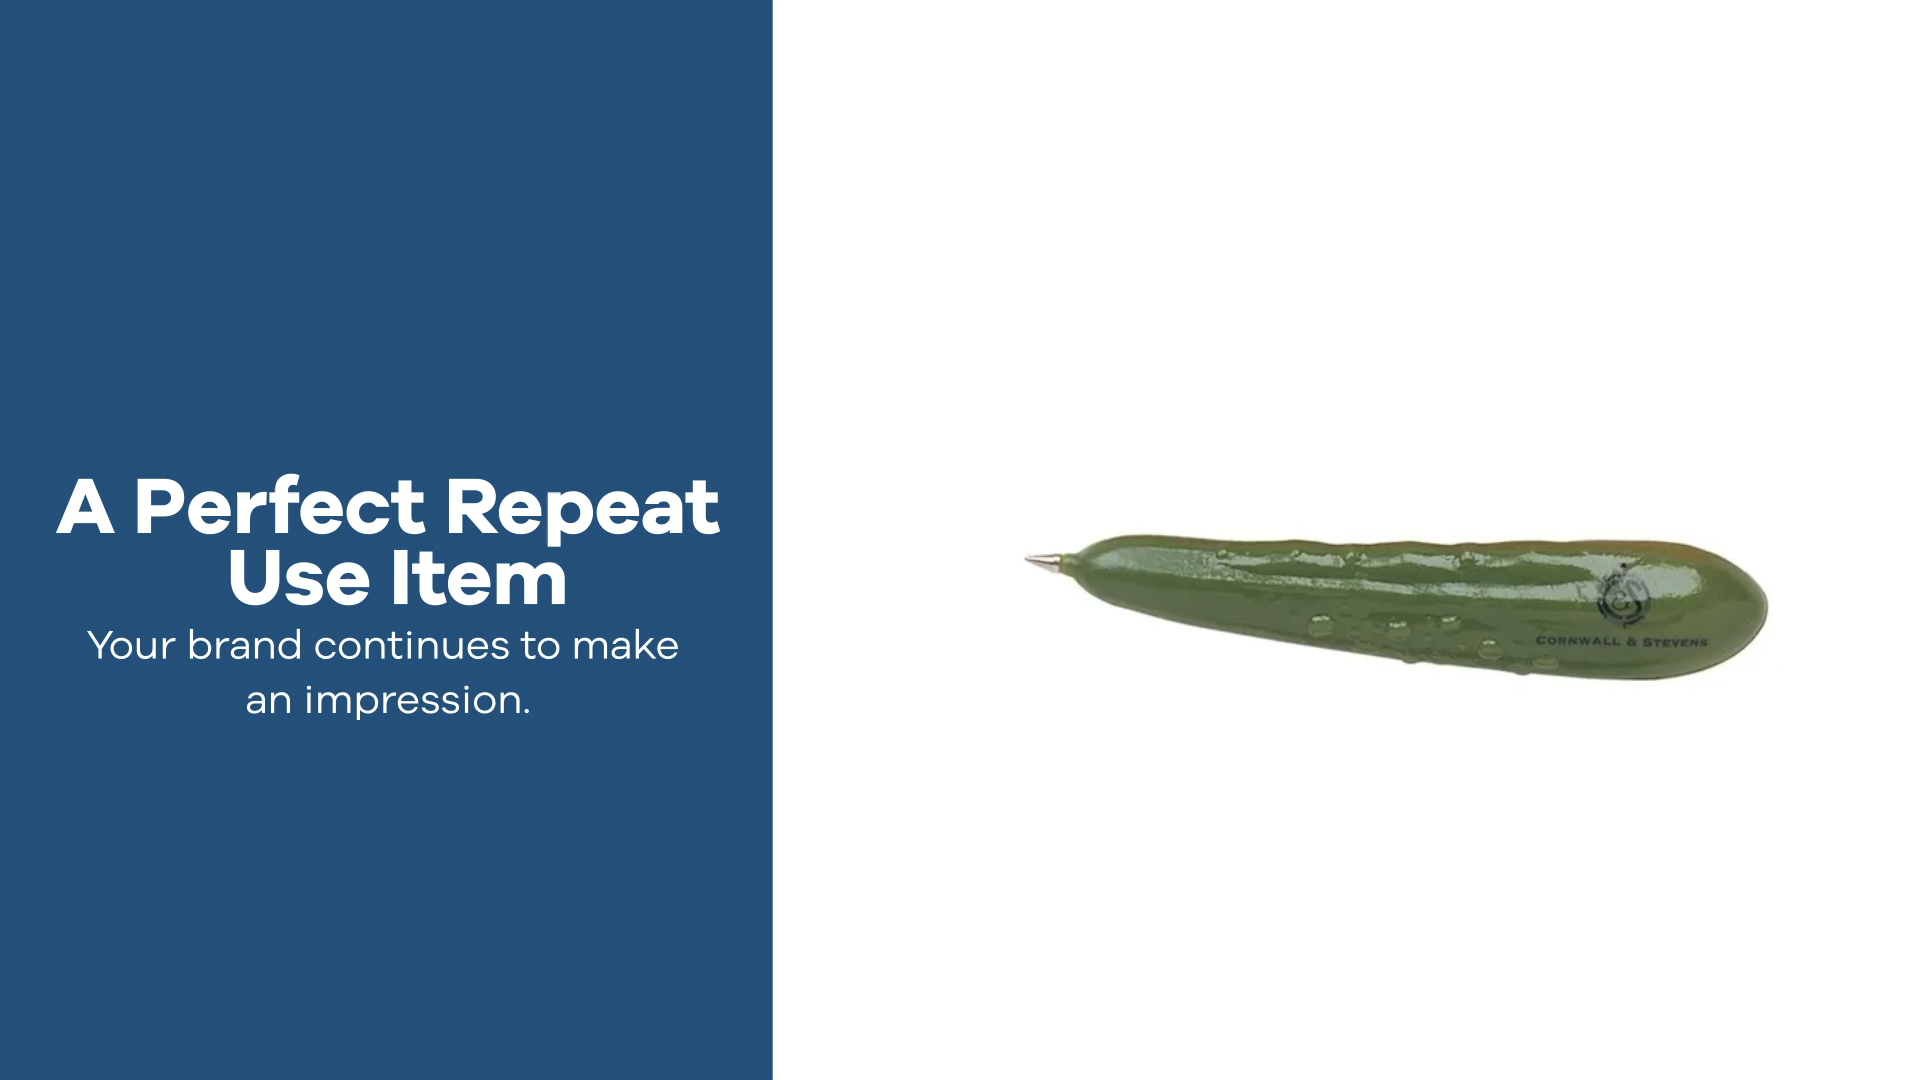 A Perfect Repeat
Use Item
Your brand continues to make
an impression.
CORNWALL & STEVENS